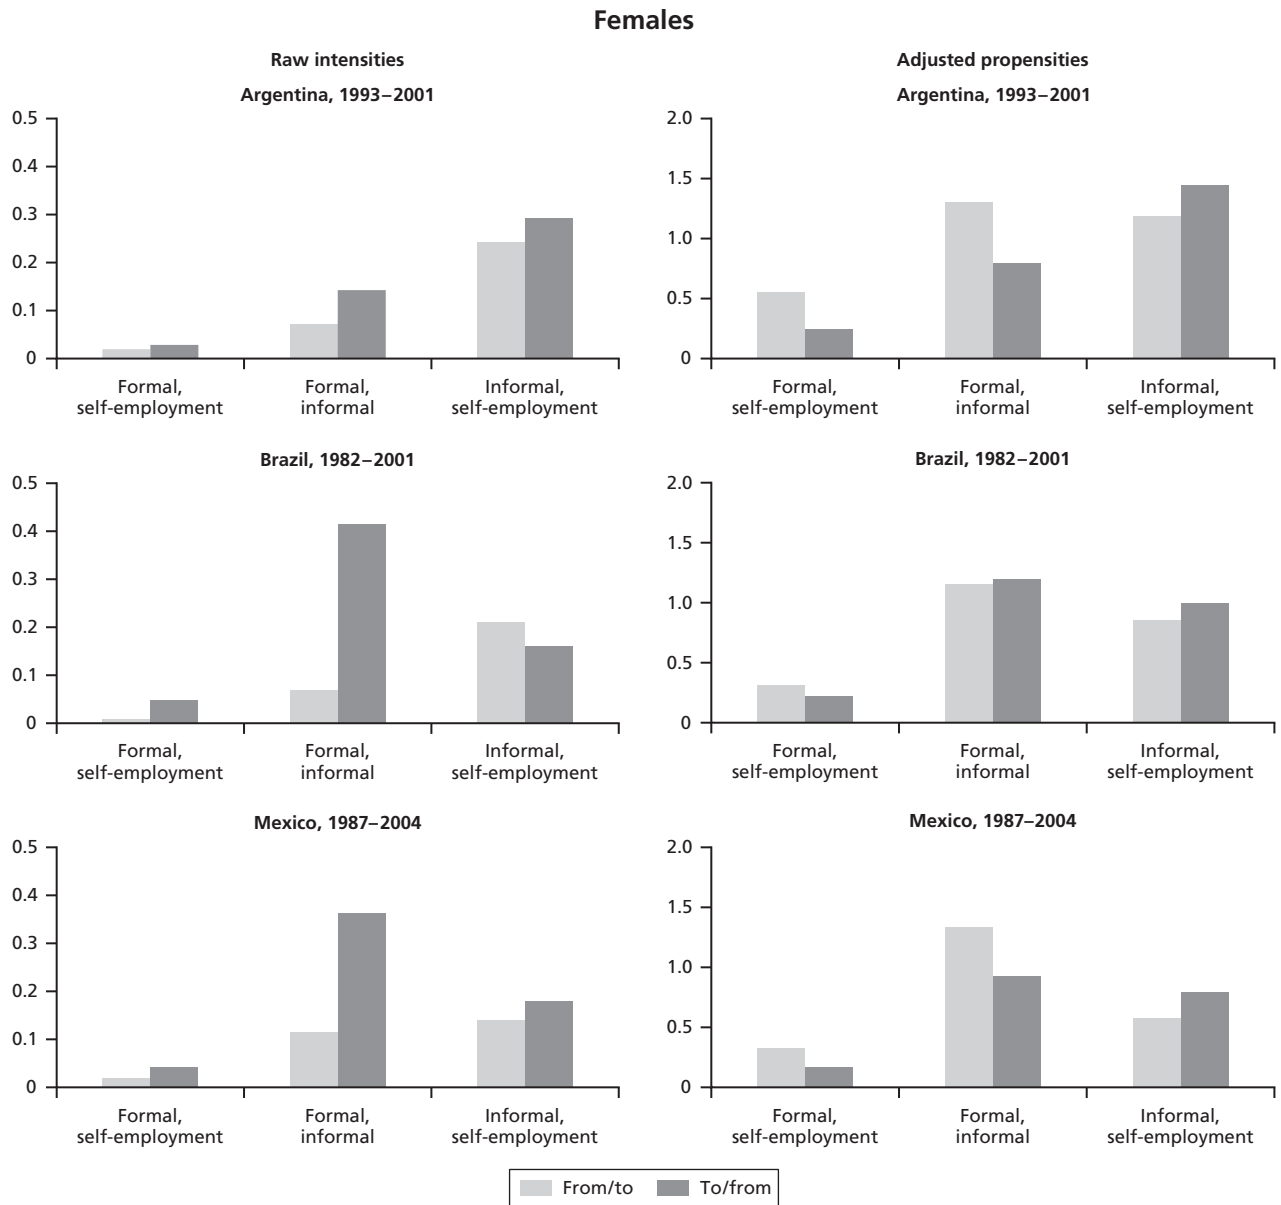 Females
Raw intensities
Adjusted propensities
Argentina, 1993–2001
Argentina, 1993–2001
0.5
0.4
0.3
0.2
0.1
0
Formal,
self-employment
Formal,
informal
Informal,
self-employment
2.0
1.5
1.0
0.5
0
Formal,
self-employment
Formal,
informal
Informal,
self-employment
Brazil, 1982–2001
0.5
0.4
0.3
0.2
0.1
0
Formal,
self-employment
Formal,
informal
Informal,
self-employment
Brazil, 1982–2001
2.0
1.5
1.0
0.5
0
Formal,
self-employment
Formal,
informal
Informal,
self-employment
Mexico, 1987–2004
0.5
0.4
0.3
0.2
0.1
0
Formal,
self-employment
Formal,
informal
Informal,
self-employment
Mexico, 1987–2004
2.0
1.5
1.0
0.5
0
Formal,
self-employment
Formal,
informal
Informal,
self-employment
From/to
To/from